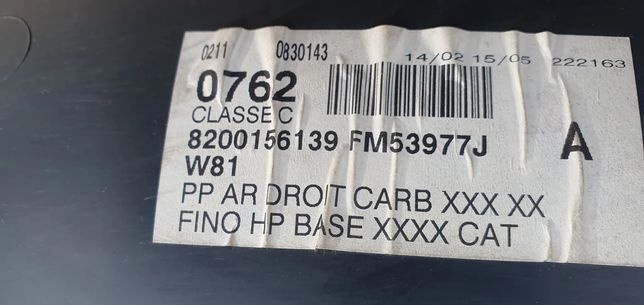 0211 0830143 14/02 15/05 222163
0762
CLASSE C
8200156139 FM53977J A
W81
PP AR DROIT CARB XXX XX
FINO HP BASE XXXX CAT